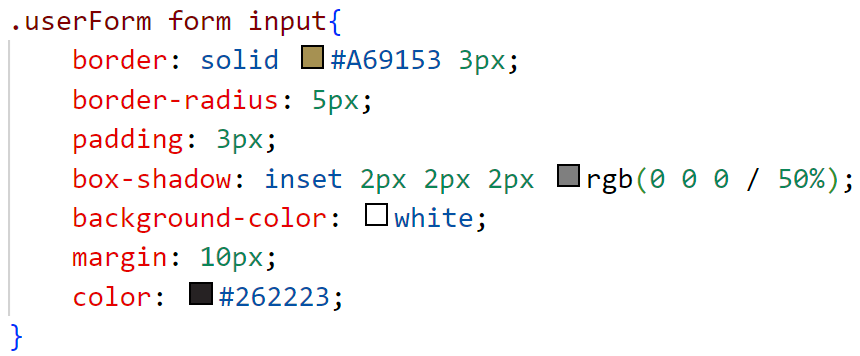 .userForm form input{
border: solid #A69153 3px;
border-radius: 5px;
padding: 3px;
box-shadow: inset 2px 2px 2px rgb(0 0 0 / 50%);
background-color: white;
margin: 10px;
color: #262223;
}